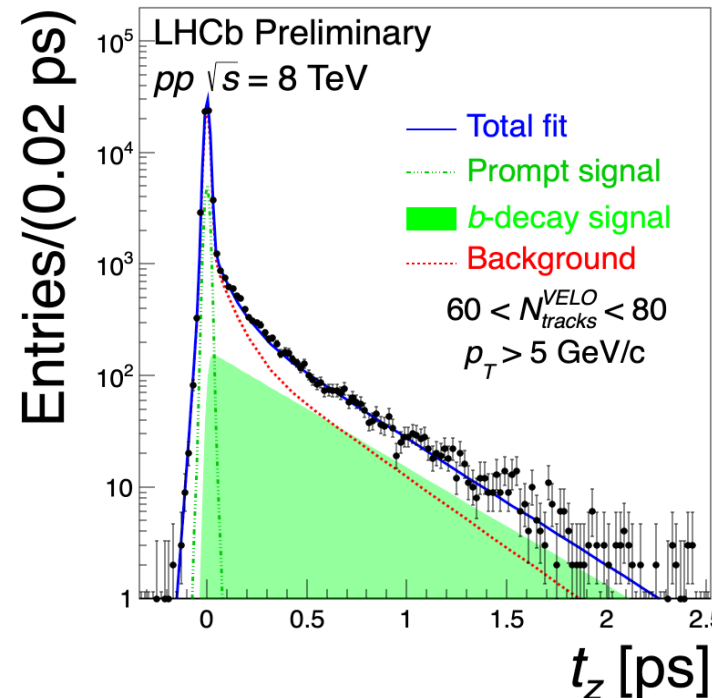 LHCb Preliminary
pp √s = 8 TeV
Total fit
Prompt signal
b-decay signal
Background
60 < N^{VELO}_{tracks} < 80
p_T > 5 GeV/c
Entries/(0.02 ps)
10^5
10^4
10^3
10^2
10
1
0 0.5 1 1.5 2 2.5
t_z [ps]